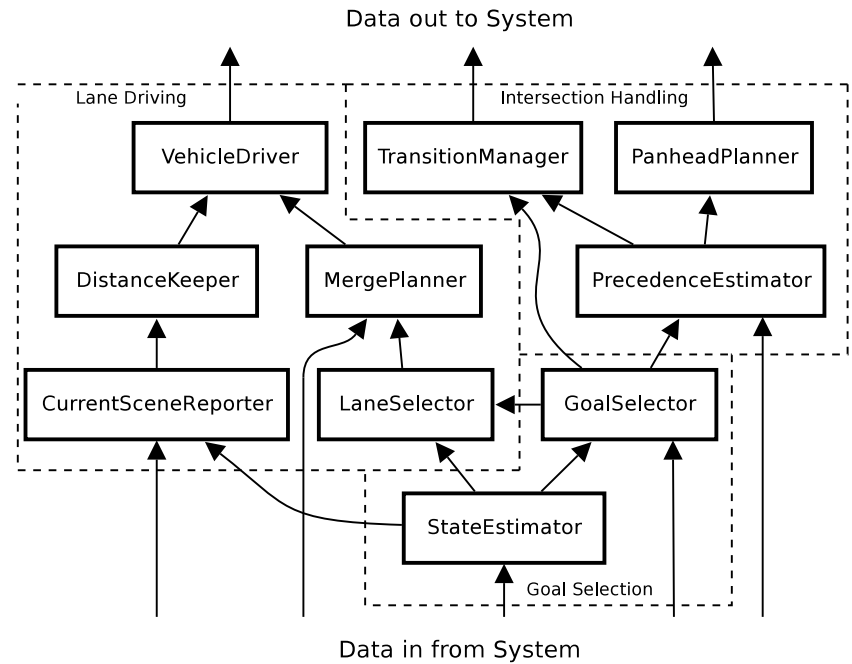 Data out to System
Lane Driving
Intersection Handling
VehicleDriver
TransitionManager
PanheadPlanner
DistanceKeeper
MergePlanner
PrecedenceEstimator
CurrentSceneReporter
LaneSelector
GoalSelector
StateEstimator
Goal Selection
Data in from System